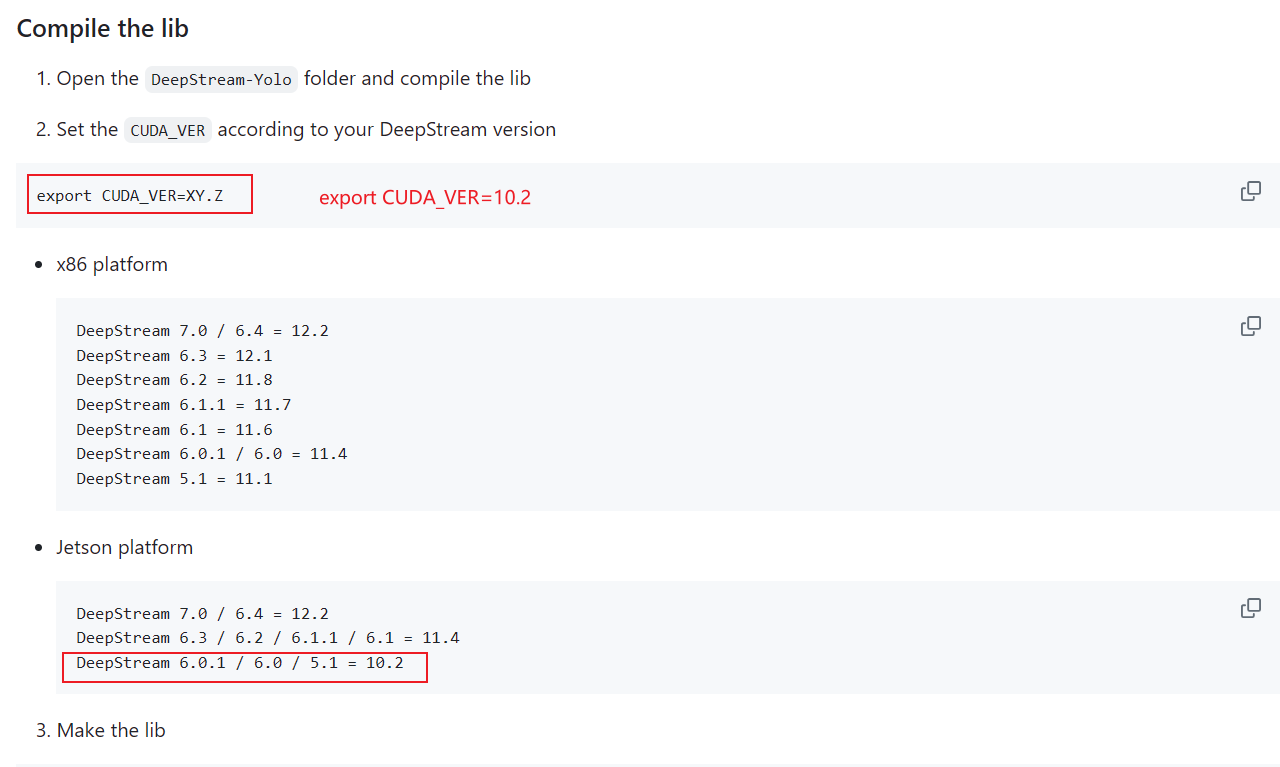 Compile the lib
1. Open the DeepStream-Yolo folder and compile the lib
2. Set the CUDA_VER according to your DeepStream version
export CUDA_VER=XY.Z export CUDA_VER=10.2
• x86 platform
DeepStream 7.0 / 6.4 = 12.2
DeepStream 6.3 = 12.1
DeepStream 6.2 = 11.8
DeepStream 6.1.1 = 11.7
DeepStream 6.1 = 11.6
DeepStream 6.0.1 / 6.0 = 11.4
DeepStream 5.1 = 11.1
• Jetson platform
DeepStream 7.0 / 6.4 = 12.2
DeepStream 6.3 / 6.2 / 6.1.1 / 6.1 = 11.4
DeepStream 6.0.1 / 6.0 / 5.1 = 10.2
3. Make the lib